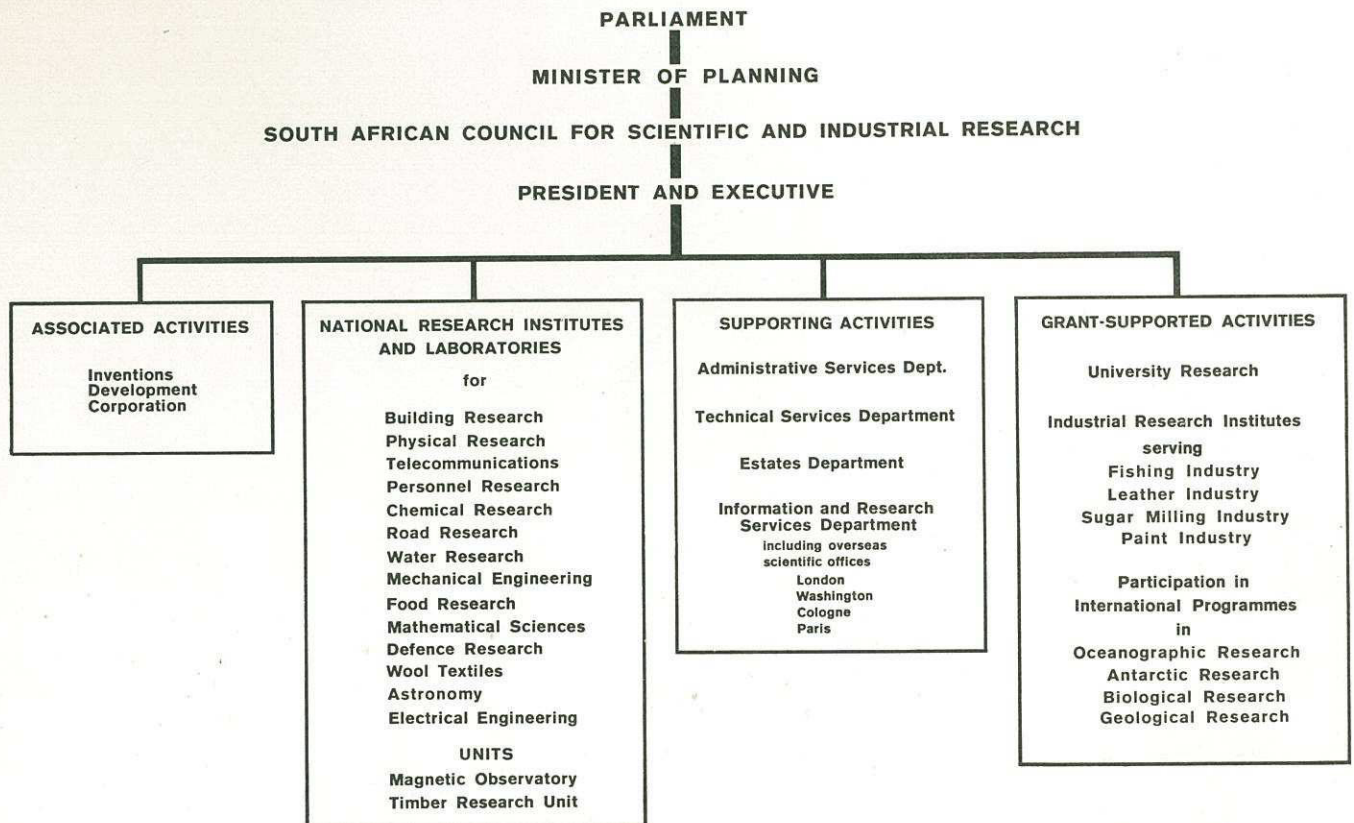 PARLIAMENT
MINISTER OF PLANNING
SOUTH AFRICAN COUNCIL FOR SCIENTIFIC AND INDUSTRIAL RESEARCH
PRESIDENT AND EXECUTIVE
ASSOCIATED ACTIVITIES
Inventions
Development
Corporation
NATIONAL RESEARCH INSTITUTES
AND LABORATORIES
for
Building Research
Physical Research
Telecommunications
Personnel Research
Chemical Research
Road Research
Water Research
Mechanical Engineering
Food Research
Mathematical Sciences
Defence Research
Wool Textiles
Astronomy
Electrical Engineering
UNITS
Magnetic Observatory
Timber Research Unit
SUPPORTING ACTIVITIES
Administrative Services Dept.
Technical Services Department
Estates Department
Information and Research
Services Department
including overseas
scientific offices
London
Washington
Cologne
Paris
GRANT-SUPPORTED ACTIVITIES
University Research
Industrial Research Institutes
serving
Fishing Industry
Leather Industry
Sugar Milling Industry
Paint Industry
Participation in
International Programmes
in
Oceanographic Research
Antarctic Research
Biological Research
Geological Research